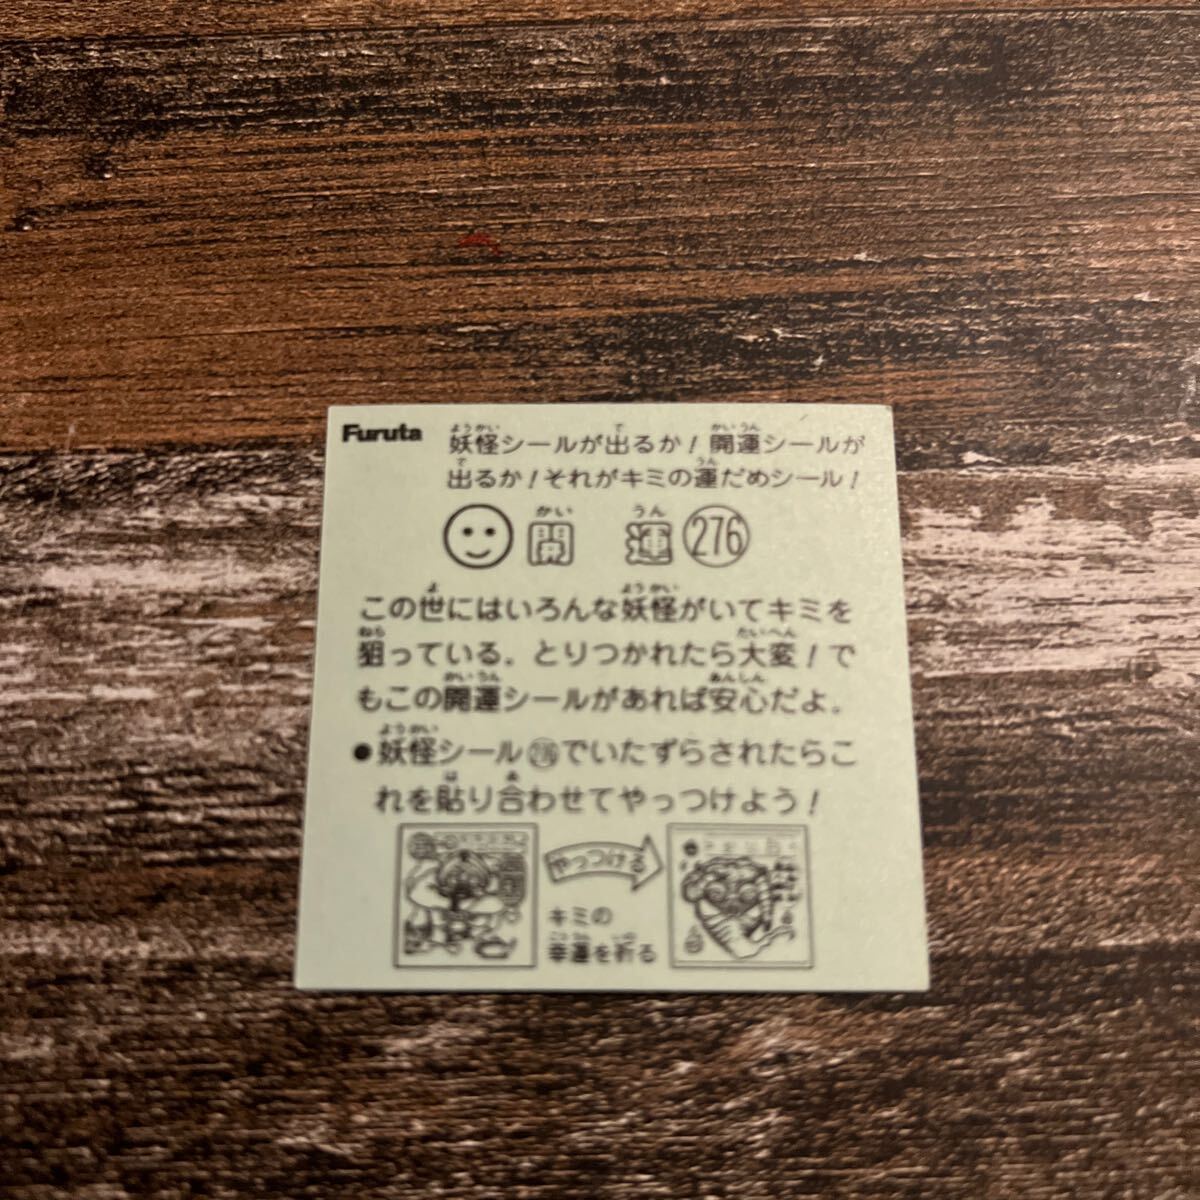 Furuta
妖怪シールが出るか!開運シールが
出るか!それがキミの運だめシール!
開運 276
この世にはいろんな妖怪がいてキミを
狙っている.とりつかれたら大変!で
もこの開運シールがあれば安心だよ.
●妖怪シール でいたずらされたらこ
れを貼り合わせてやっつけよう!
やっつける
キミの
幸運を祈る